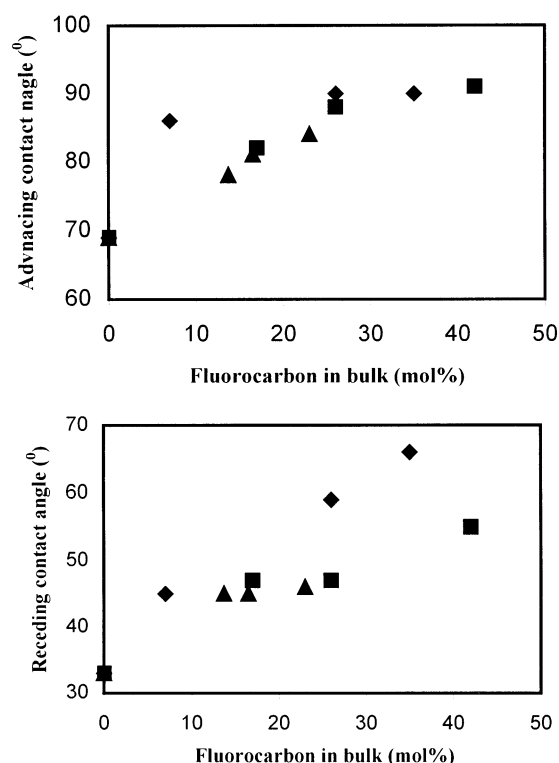 100
90
80
70
60
Advnacing contact nagle (⁰)
0 10 20 30 40 50
Fluorocarbon in bulk (mol%)
70
60
50
40
30
Receding contact angle (⁰)
0 10 20 30 40 50
Fluorocarbon in bulk (mol%)